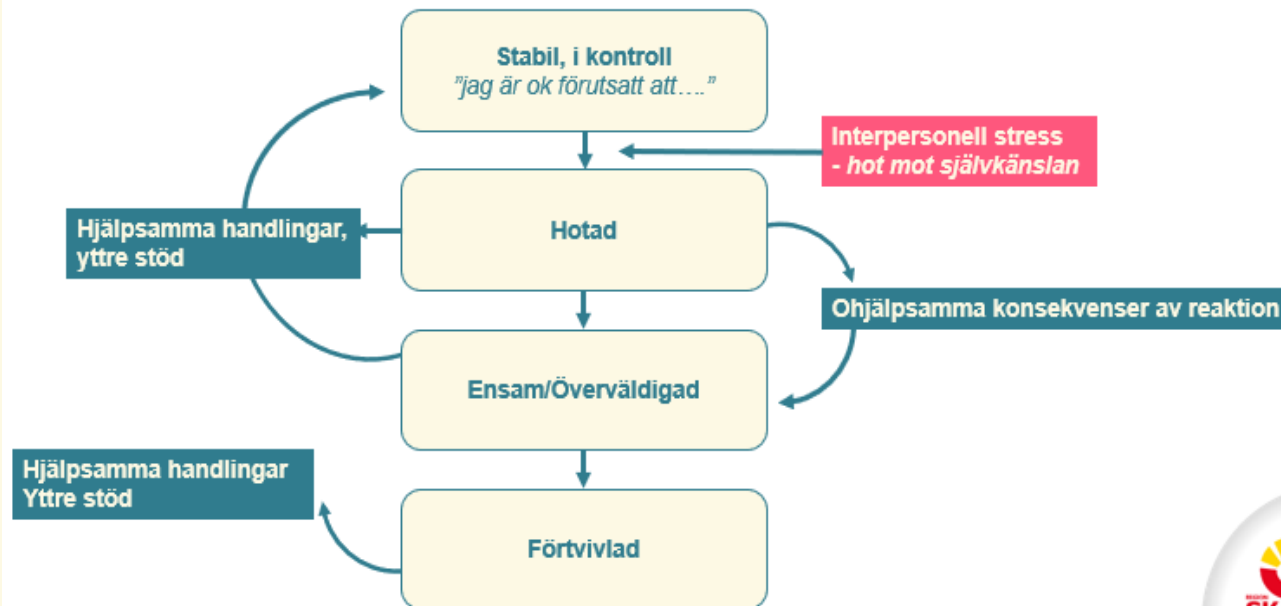 Stabil, i kontroll
"jag är ok förutsatt att…."
Interpersonell stress
- hot mot självkänslan
Hotad
Hjälpsamma handlingar,
yttre stöd
Ohjälpsamma konsekvenser av reaktion
Ensam/Överväldigad
Hjälpsamma handlingar
Yttre stöd
Förtvivlad